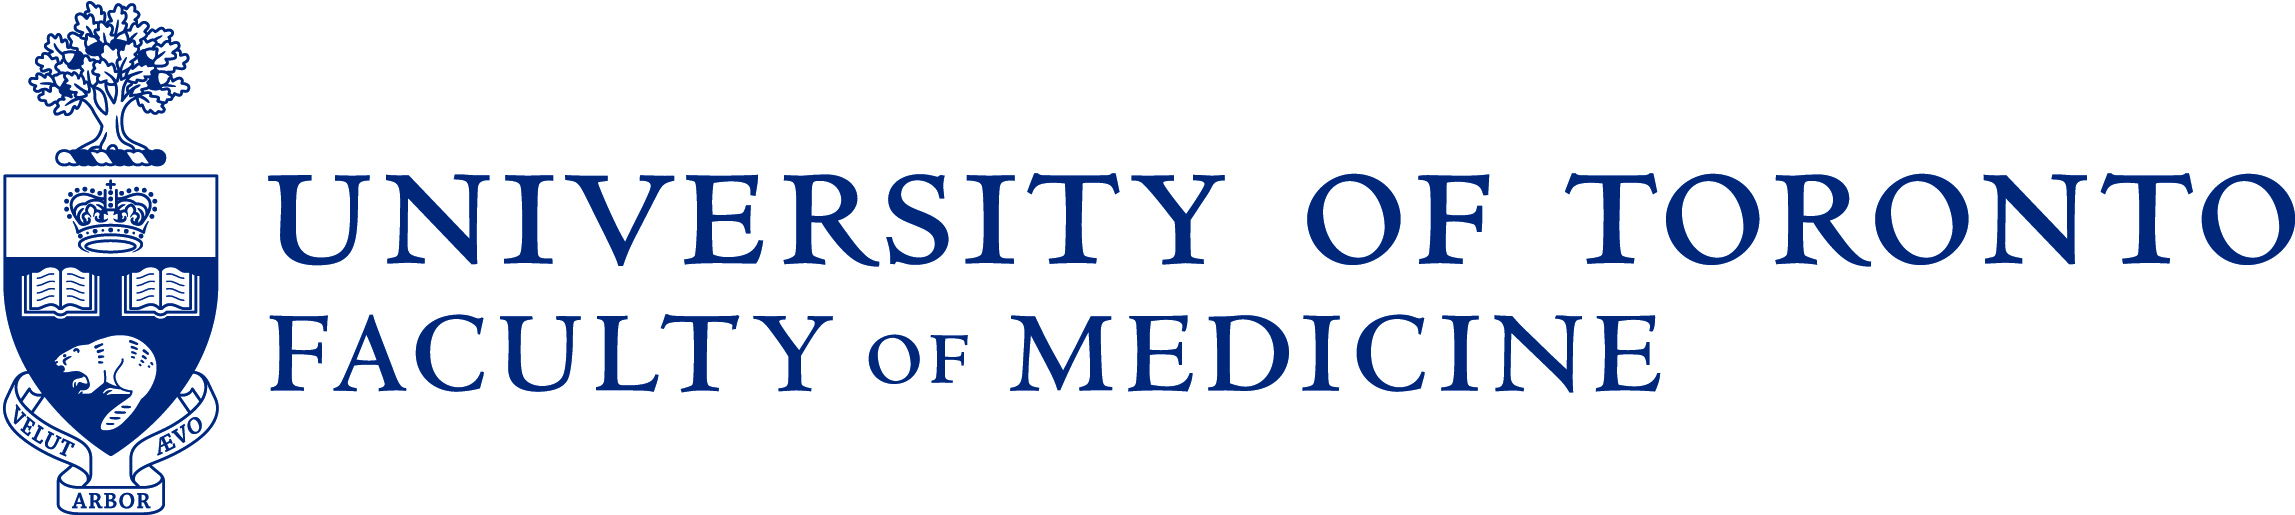 UNIVERSITY OF TORONTO
FACULTY OF MEDICINE
VELUT
ARBOR
ÆVO